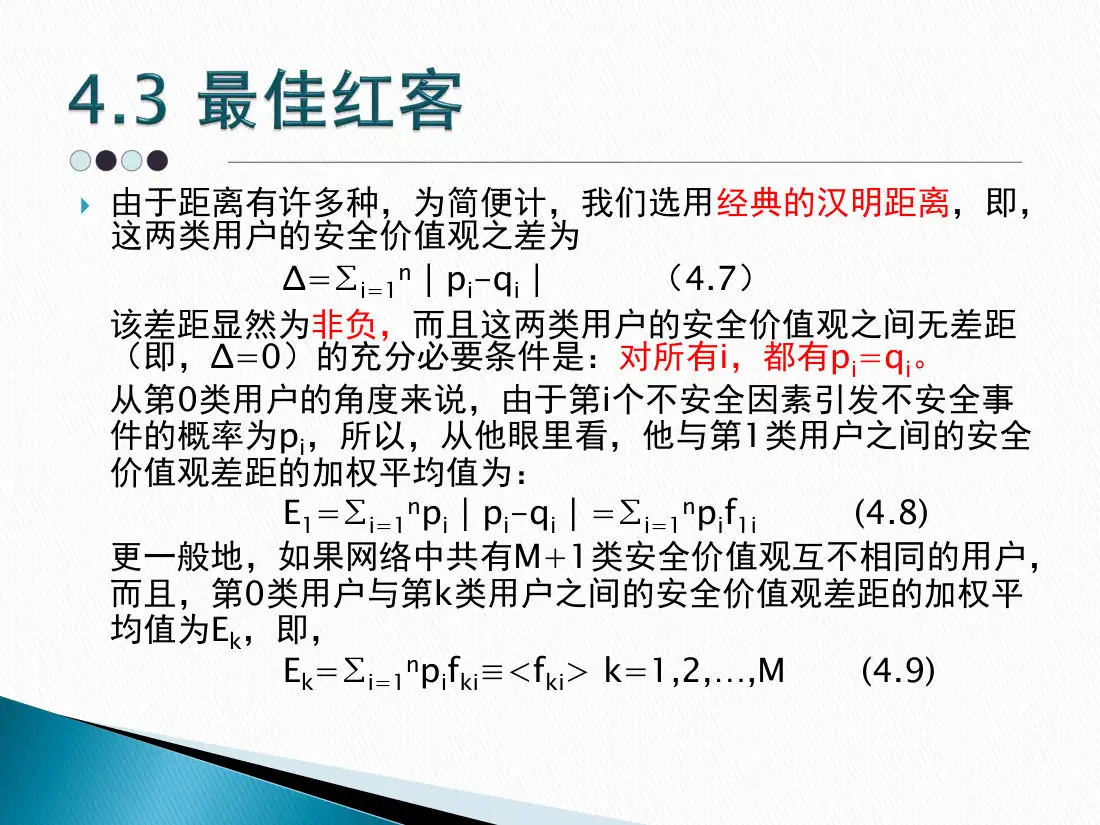 4.3 最佳红客
由于距离有许多种，为简便计，我们选用经典的汉明距离，即，
这两类用户的安全价值观之差为
Δ=∑i=1n｜pi-qi｜ （4.7）
该差距显然为非负，而且这两类用户的安全价值观之间无差距
（即，Δ=0）的充分必要条件是：对所有i，都有pi=qi。
从第0类用户的角度来说，由于第i个不安全因素引发不安全事
件的概率为pi，所以，从他眼里看，他与第1类用户之间的安全
价值观差距的加权平均值为：
E1=∑i=1npi｜pi-qi｜=∑i=1npif1i (4.8)
更一般地，如果网络中共有M+1类安全价值观互不相同的用户，
而且，第0类用户与第k类用户之间的安全价值观差距的加权平
均值为Ek，即，
Ek=∑i=1npifki≡<fki> k=1,2,…,M (4.9)